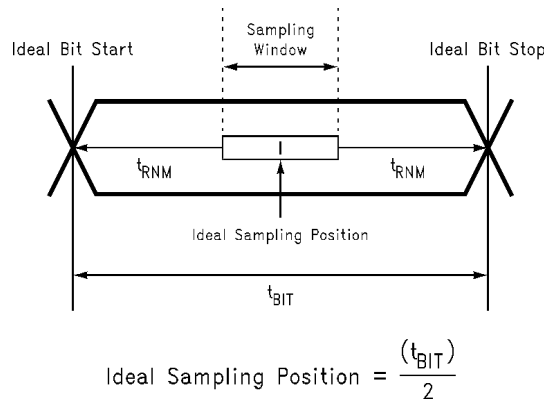 Sampling
Window
Ideal Bit Start
Ideal Bit Stop
tRNM
tRNM
Ideal Sampling Position
tBIT
Ideal Sampling Position = (tBIT)
2